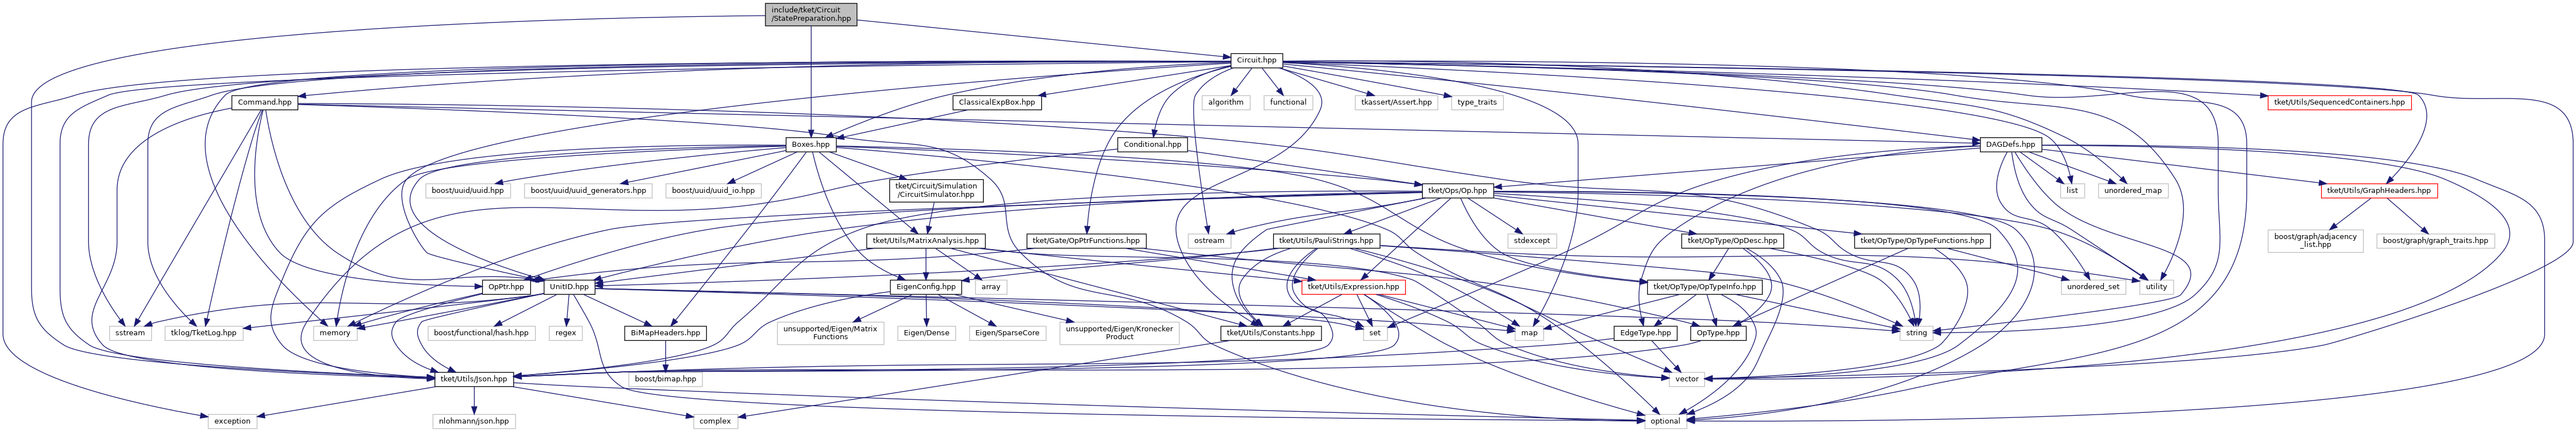 include/tket/Circuit
/StatePreparation.hpp
Circuit.hpp
Command.hpp
ClassicalExpBox.hpp
algorithm
functional
tkassert/Assert.hpp
type_traits
tket/Utils/SequencedContainers.hpp
Boxes.hpp
Conditional.hpp
DAGDefs.hpp
boost/uuid/uuid.hpp
boost/uuid/uuid_generators.hpp
boost/uuid/uuid_io.hpp
tket/Circuit/Simulation
/CircuitSimulator.hpp
tket/Ops/Op.hpp
list
unordered_map
tket/Utils/GraphHeaders.hpp
tket/Utils/MatrixAnalysis.hpp
tket/Gate/OpPtrFunctions.hpp
ostream
tket/Utils/PauliStrings.hpp
stdexcept
tket/OpType/OpDesc.hpp
tket/OpType/OpTypeFunctions.hpp
boost/graph/adjacency
_list.hpp
boost/graph/graph_traits.hpp
OpPtr.hpp
UnitID.hpp
EigenConfig.hpp
array
tket/Utils/Expression.hpp
tket/OpType/OpTypeInfo.hpp
unordered_set
utility
sstream
tklog/TketLog.hpp
memory
boost/functional/hash.hpp
regex
BiMapHeaders.hpp
unsupported/Eigen/Matrix
Functions
Eigen/Dense
Eigen/SparseCore
unsupported/Eigen/Kronecker
Product
tket/Utils/Constants.hpp
set
map
EdgeType.hpp
OpType.hpp
string
tket/Utils/Json.hpp
boost/bimap.hpp
vector
exception
nlohmann/json.hpp
complex
optional